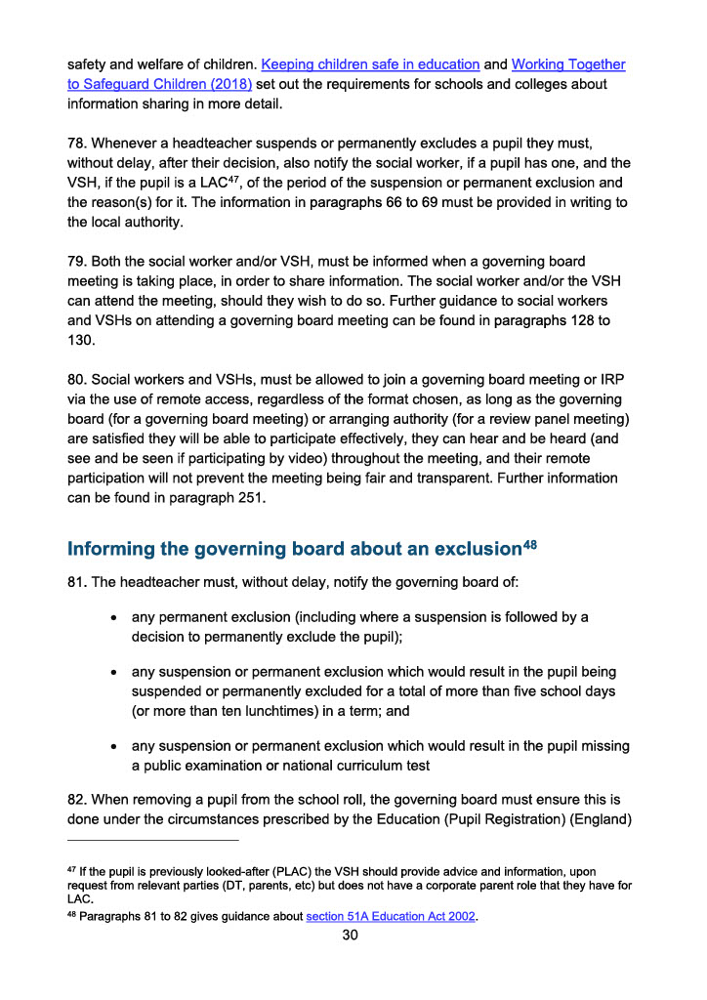 safety and welfare of children. Keeping children safe in education and Working Together
to Safeguard Children (2018) set out the requirements for schools and colleges about
information sharing in more detail.
78. Whenever a headteacher suspends or permanently excludes a pupil they must,
without delay, after their decision, also notify the social worker, if a pupil has one, and the
VSH, if the pupil is a LAC47, of the period of the suspension or permanent exclusion and
the reason(s) for it. The information in paragraphs 66 to 69 must be provided in writing to
the local authority.
79. Both the social worker and/or VSH, must be informed when a governing board
meeting is taking place, in order to share information. The social worker and/or the VSH
can attend the meeting, should they wish to do so. Further guidance to social workers
and VSHs on attending a governing board meeting can be found in paragraphs 128 to
130.
80. Social workers and VSHs, must be allowed to join a governing board meeting or IRP
via the use of remote access, regardless of the format chosen, as long as the governing
board (for a governing board meeting) or arranging authority (for a review panel meeting)
are satisfied they will be able to participate effectively, they can hear and be heard (and
see and be seen if participating by video) throughout the meeting, and their remote
participation will not prevent the meeting being fair and transparent. Further information
can be found in paragraph 251.
Informing the governing board about an exclusion48
81. The headteacher must, without delay, notify the governing board of:
• any permanent exclusion (including where a suspension is followed by a
decision to permanently exclude the pupil);
• any suspension or permanent exclusion which would result in the pupil being
suspended or permanently excluded for a total of more than five school days
(or more than ten lunchtimes) in a term; and
• any suspension or permanent exclusion which would result in the pupil missing
a public examination or national curriculum test
82. When removing a pupil from the school roll, the governing board must ensure this is
done under the circumstances prescribed by the Education (Pupil Registration) (England)
47 If the pupil is previously looked-after (PLAC) the VSH should provide advice and information, upon
request from relevant parties (DT, parents, etc) but does not have a corporate parent role that they have for
LAC.
48 Paragraphs 81 to 82 gives guidance about section 51A Education Act 2002.
30